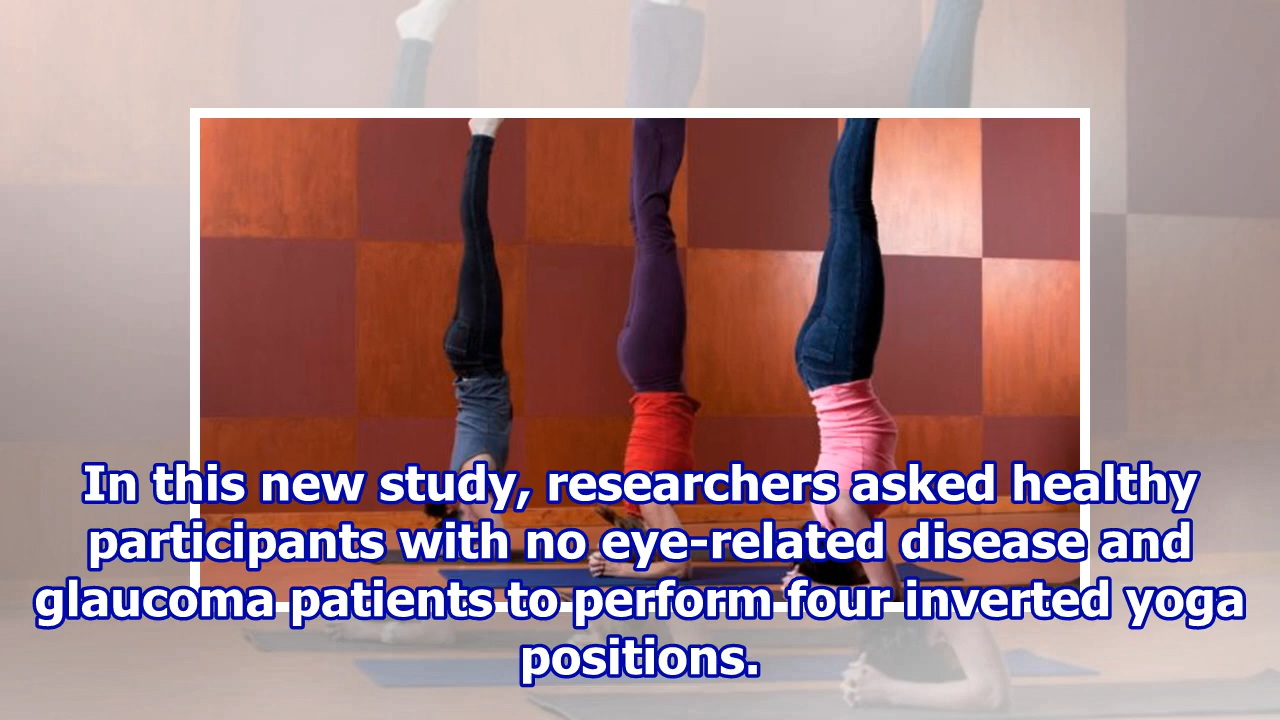 In this new study, researchers asked healthy
participants with no eye-related disease and
glaucoma patients to perform four inverted yoga
positions.